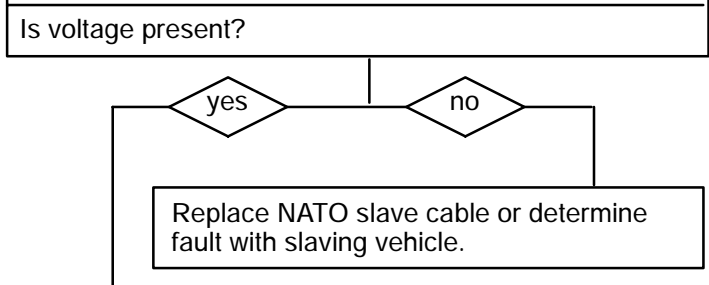 Is voltage present?
yes
no
Replace NATO slave cable or determine
fault with slaving vehicle.